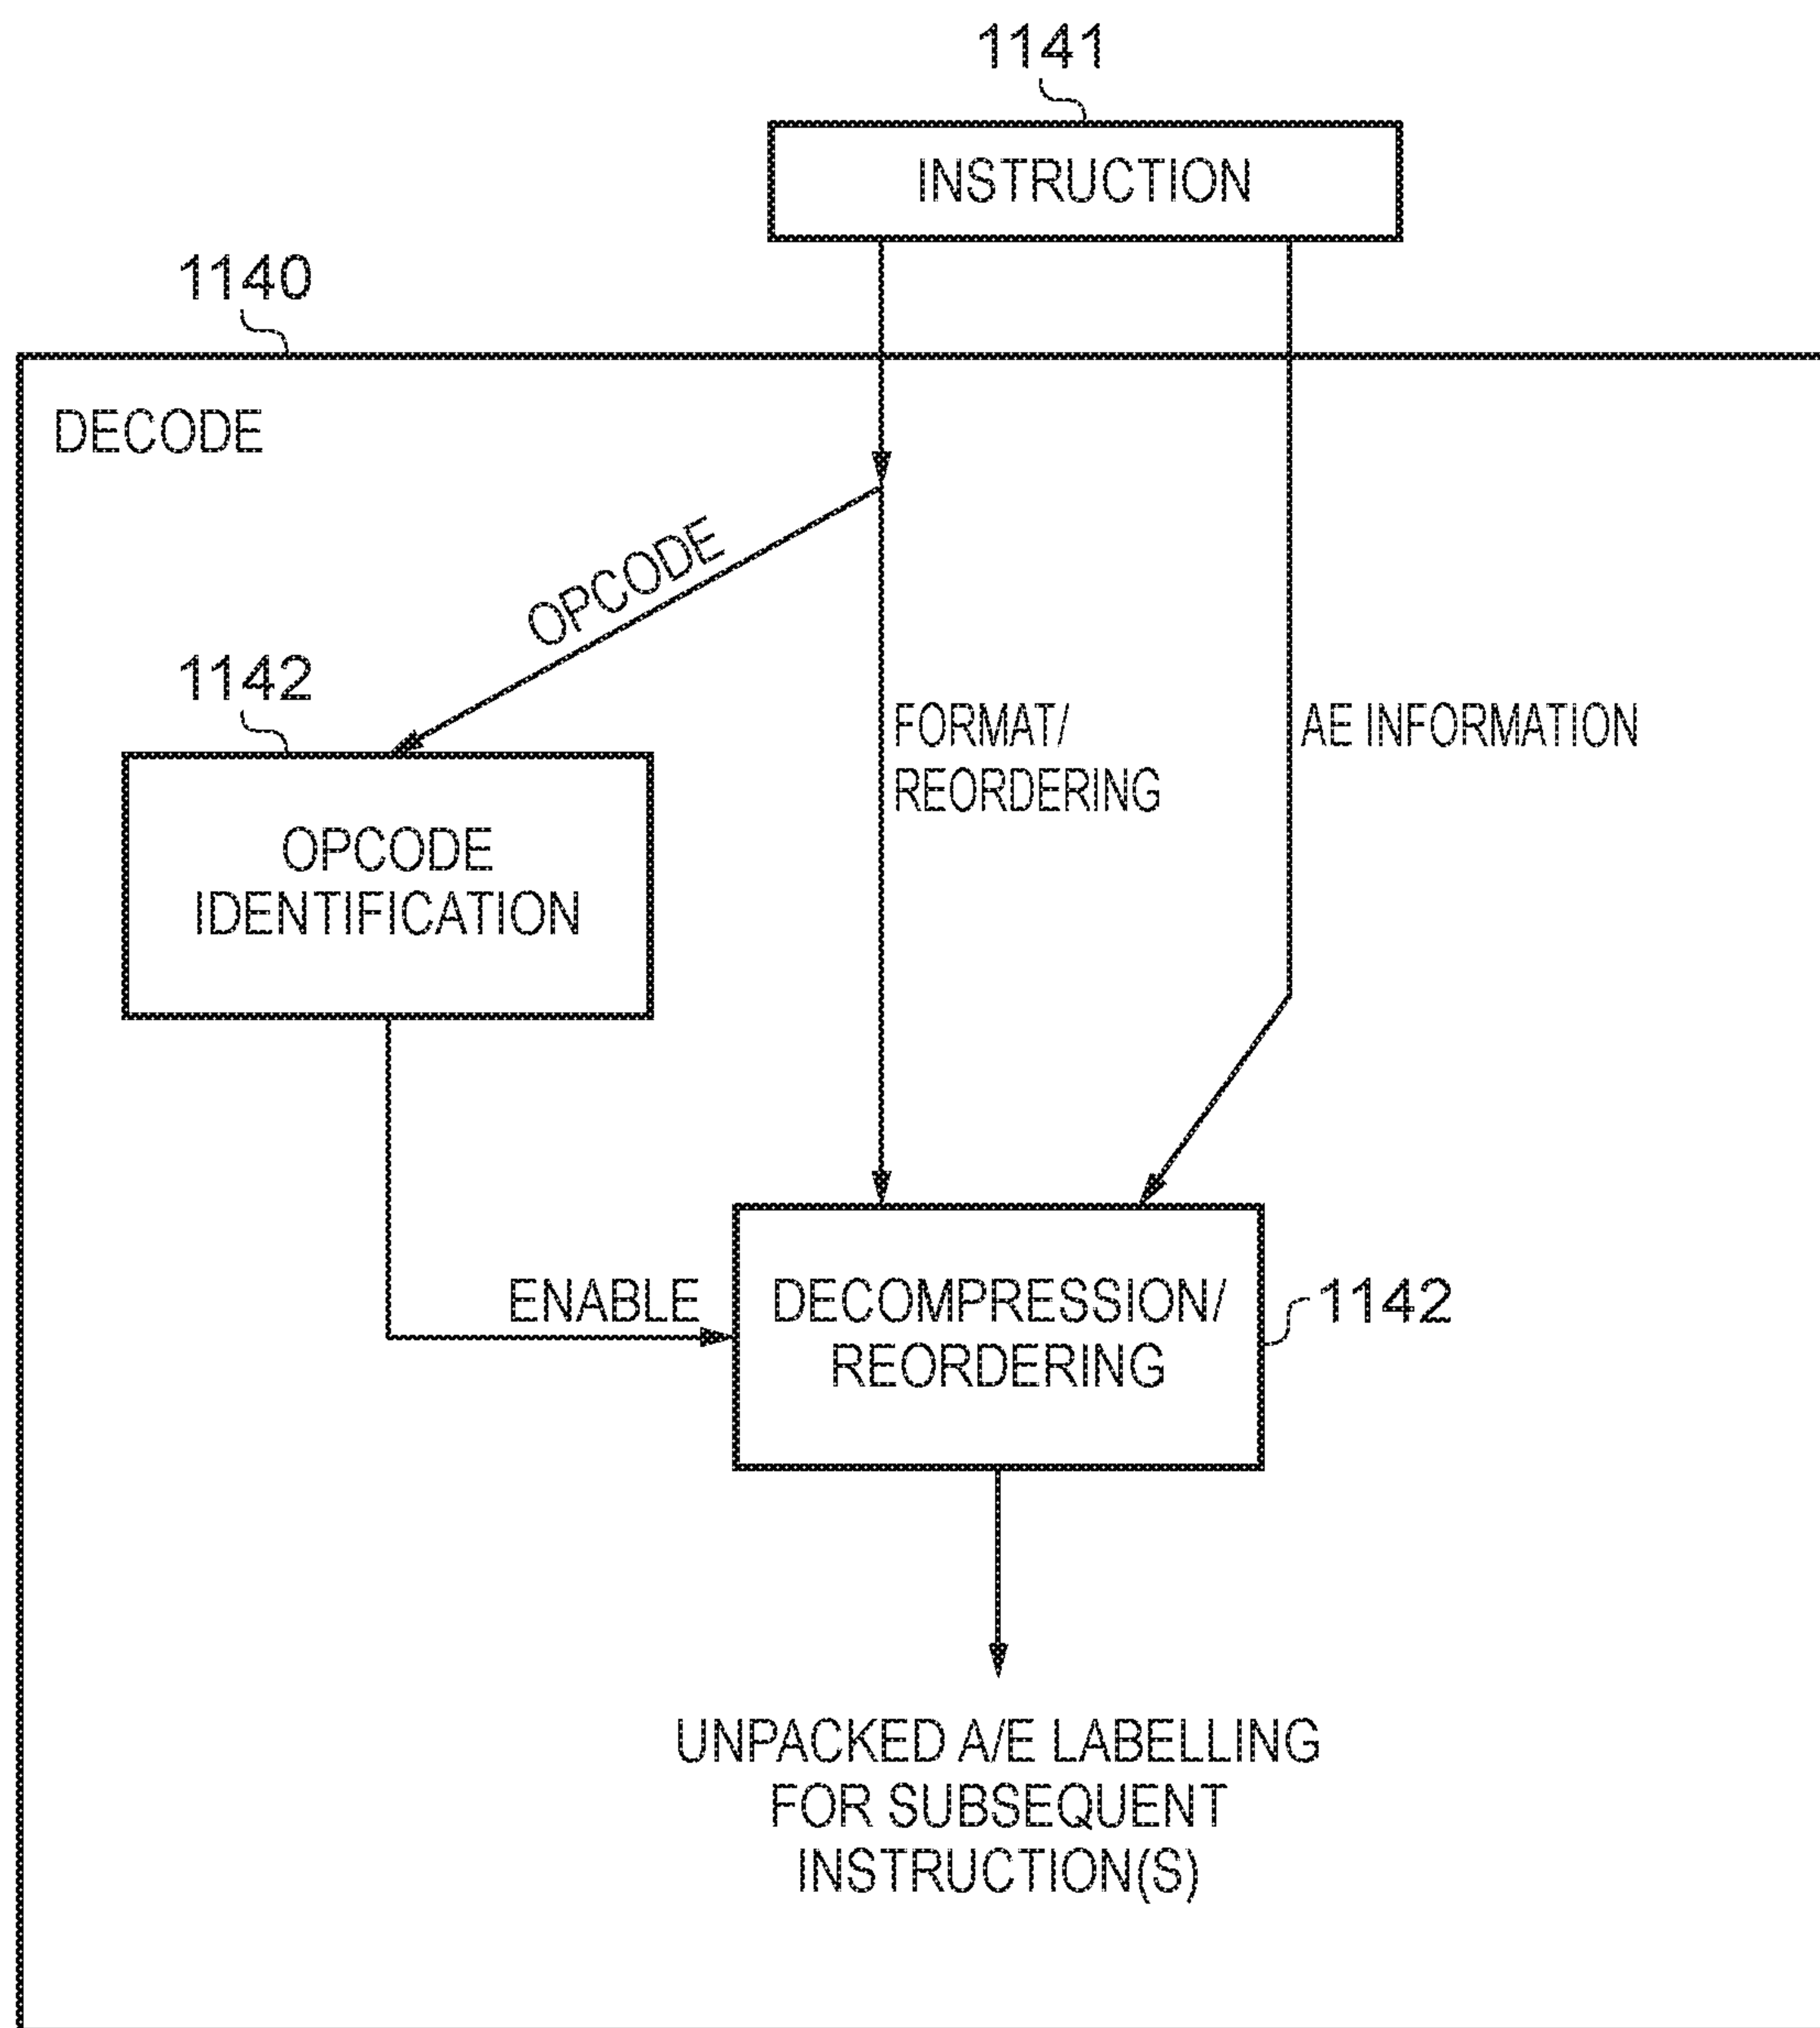 1141
INSTRUCTION
1140
DECODE
OPCODE
1142
FORMAT/
REORDERING
AE INFORMATION
OPCODE
IDENTIFICATION
ENABLE
DECOMPRESSION/
REORDERING
1142
UNPACKED A/E LABELLING
FOR SUBSEQUENT
INSTRUCTION(S)